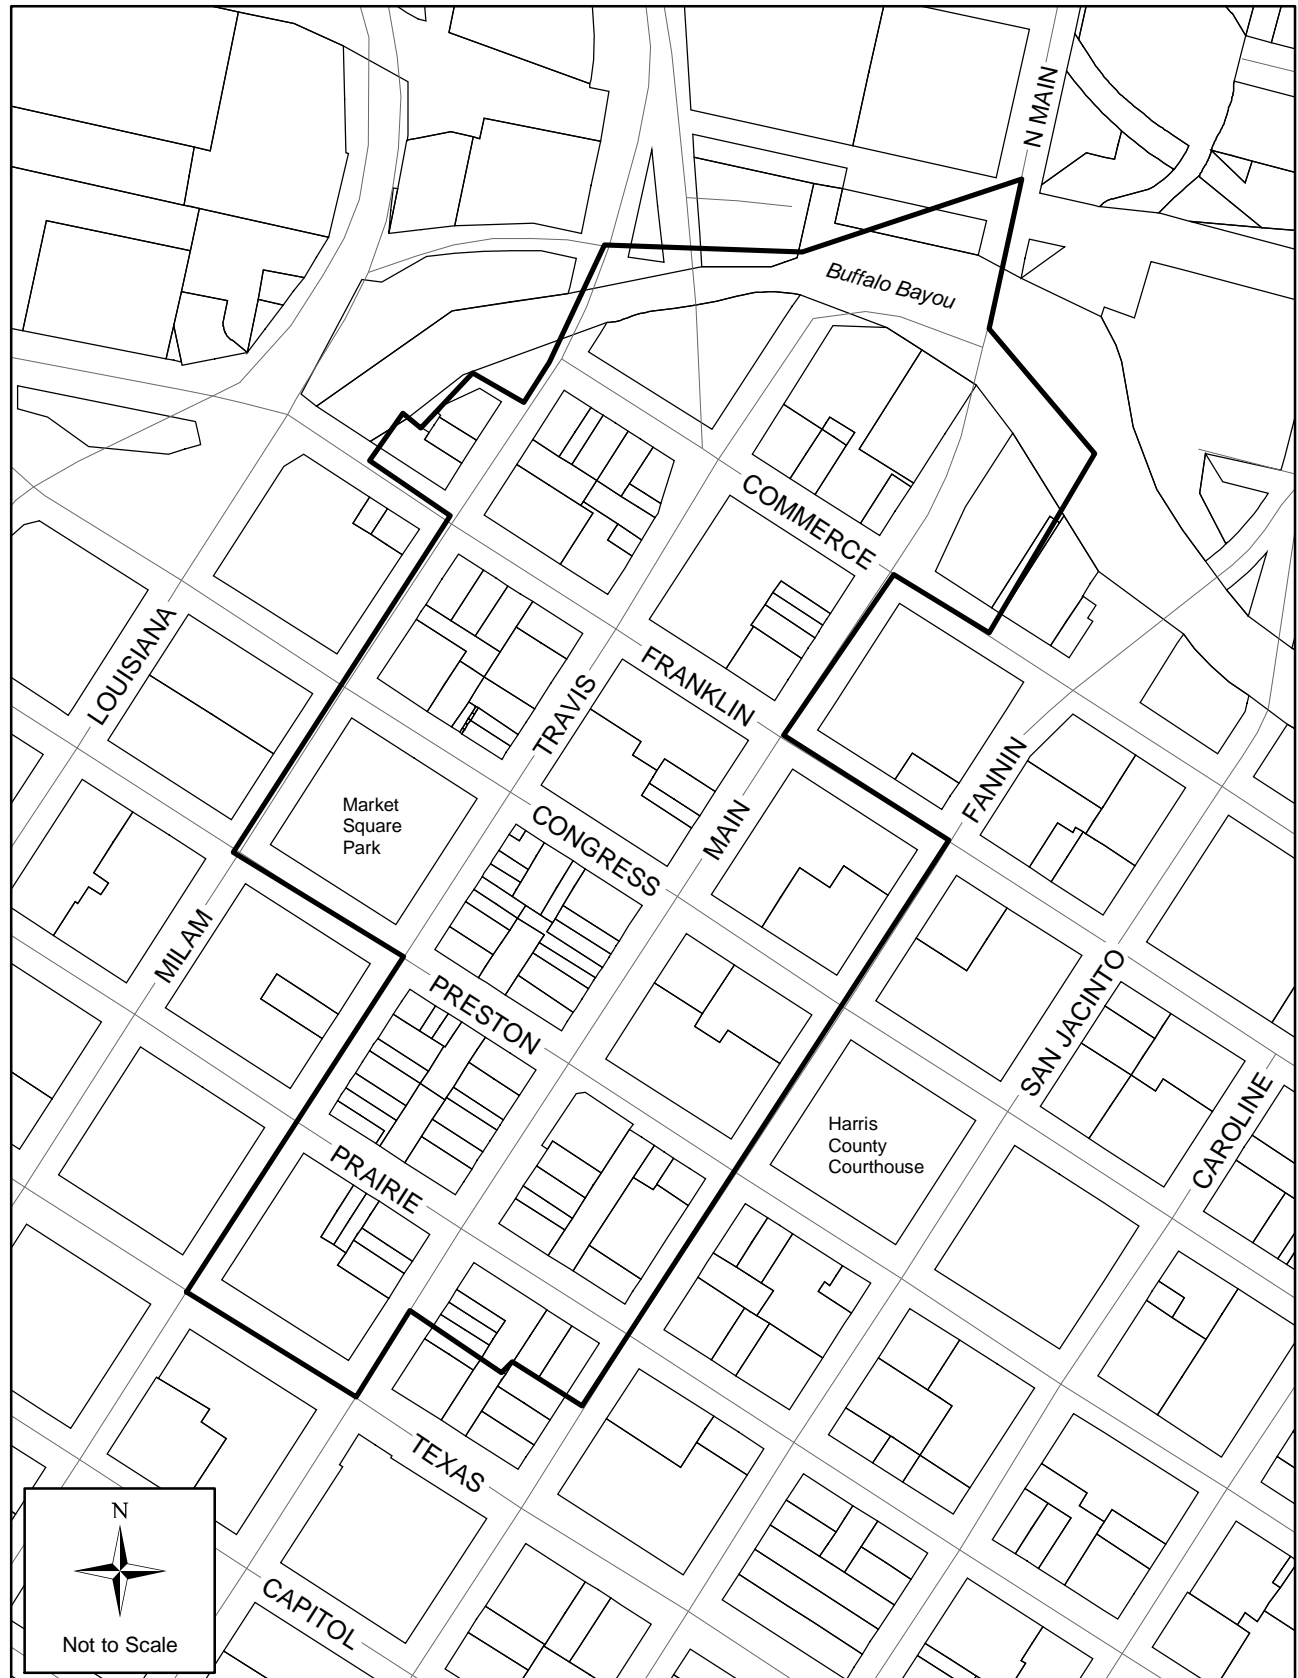 N MAIN
Buffalo Bayou
COMMERCE
LOUISIANA
FRANKLIN
TRAVIS
FANNIN
Market
Square
Park
CONGRESS
MAIN
MILAM
PRESTON
SAN JACINTO
CAROLINE
Harris
County
Courthouse
PRAIRIE
TEXAS
CAPITOL
N
Not to Scale